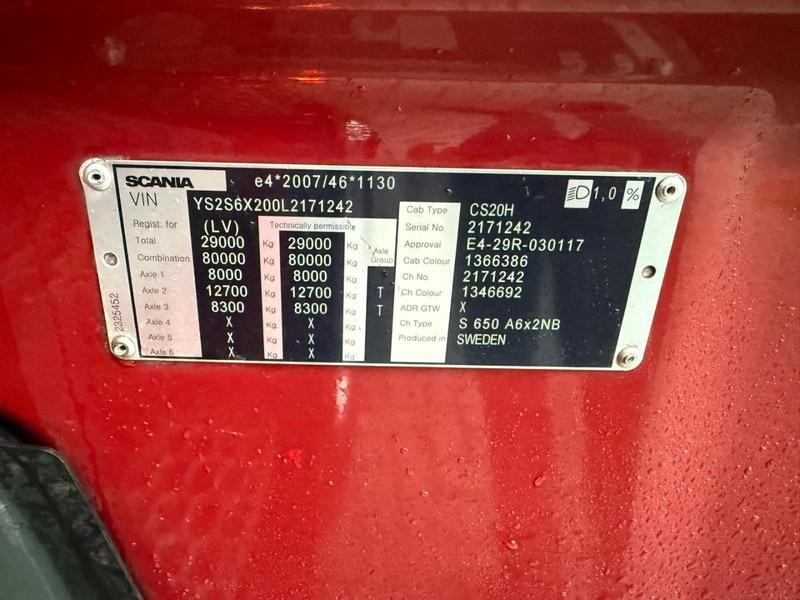 SCANIA e4*2007/46*1130 1,0 %
VIN YS2S6X200L2171242
Regist. for (LV) Technically permissible
Total 29000 Kg 29000 Kg
Combination 80000 Kg 80000 Kg Axle Group
Axle 1 8000 Kg 8000 Kg
Axle 2 12700 Kg 12700 Kg T
Axle 3 8300 Kg 8300 Kg T
Axle 4 X Kg X Kg
Axle 5 X Kg X Kg
Axle 6 X Kg X Kg
Cab Type CS20H
Serial No. 2171242
Approval E4-29R-030117
Cab Colour 1366386
Ch No. 2171242
Ch Colour 1346692
ADR GTW X
Ch Type S 650 A6x2NB
Produced in SWEDEN
2325452